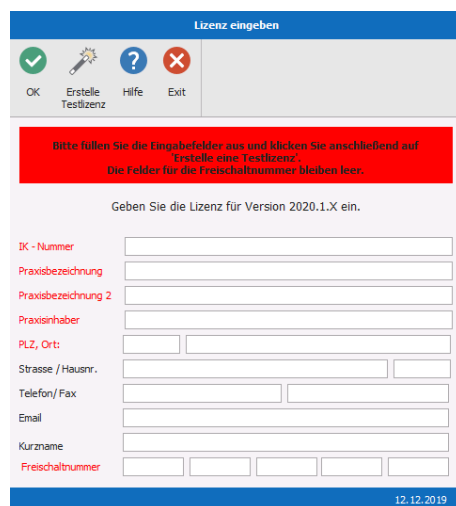 Lizenz eingeben
OK
Erstelle
Testlizenz
Hilfe
Exit
Bitte füllen Sie die Eingabefelder aus und klicken Sie anschließend auf
'Erstelle eine Testlizenz'.
Die Felder für die Freischaltnummer bleiben leer.
Geben Sie die Lizenz für Version 2020.1.X ein.
IK - Nummer
Praxisbezeichnung
Praxisbezeichnung 2
Praxisinhaber
PLZ, Ort:
Strasse / Hausnr.
Telefon/ Fax
Email
Kurzname
Freischaltnummer
12.12.2019